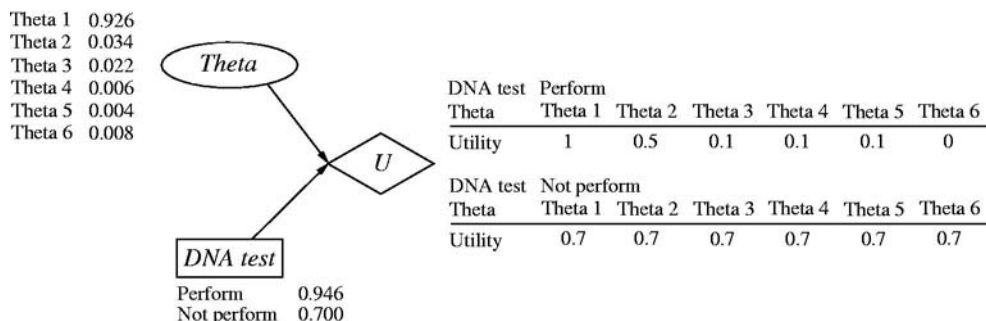 Theta 1 0.926
Theta 2 0.034
Theta 3 0.022
Theta 4 0.006
Theta 5 0.004
Theta 6 0.008
Theta
U
DNA test
Perform 0.946
Not perform 0.700
DNA test Perform
Theta Theta 1 Theta 2 Theta 3 Theta 4 Theta 5 Theta 6
Utility 1 0.5 0.1 0.1 0.1 0
DNA test Not perform
Theta Theta 1 Theta 2 Theta 3 Theta 4 Theta 5 Theta 6
Utility 0.7 0.7 0.7 0.7 0.7 0.7